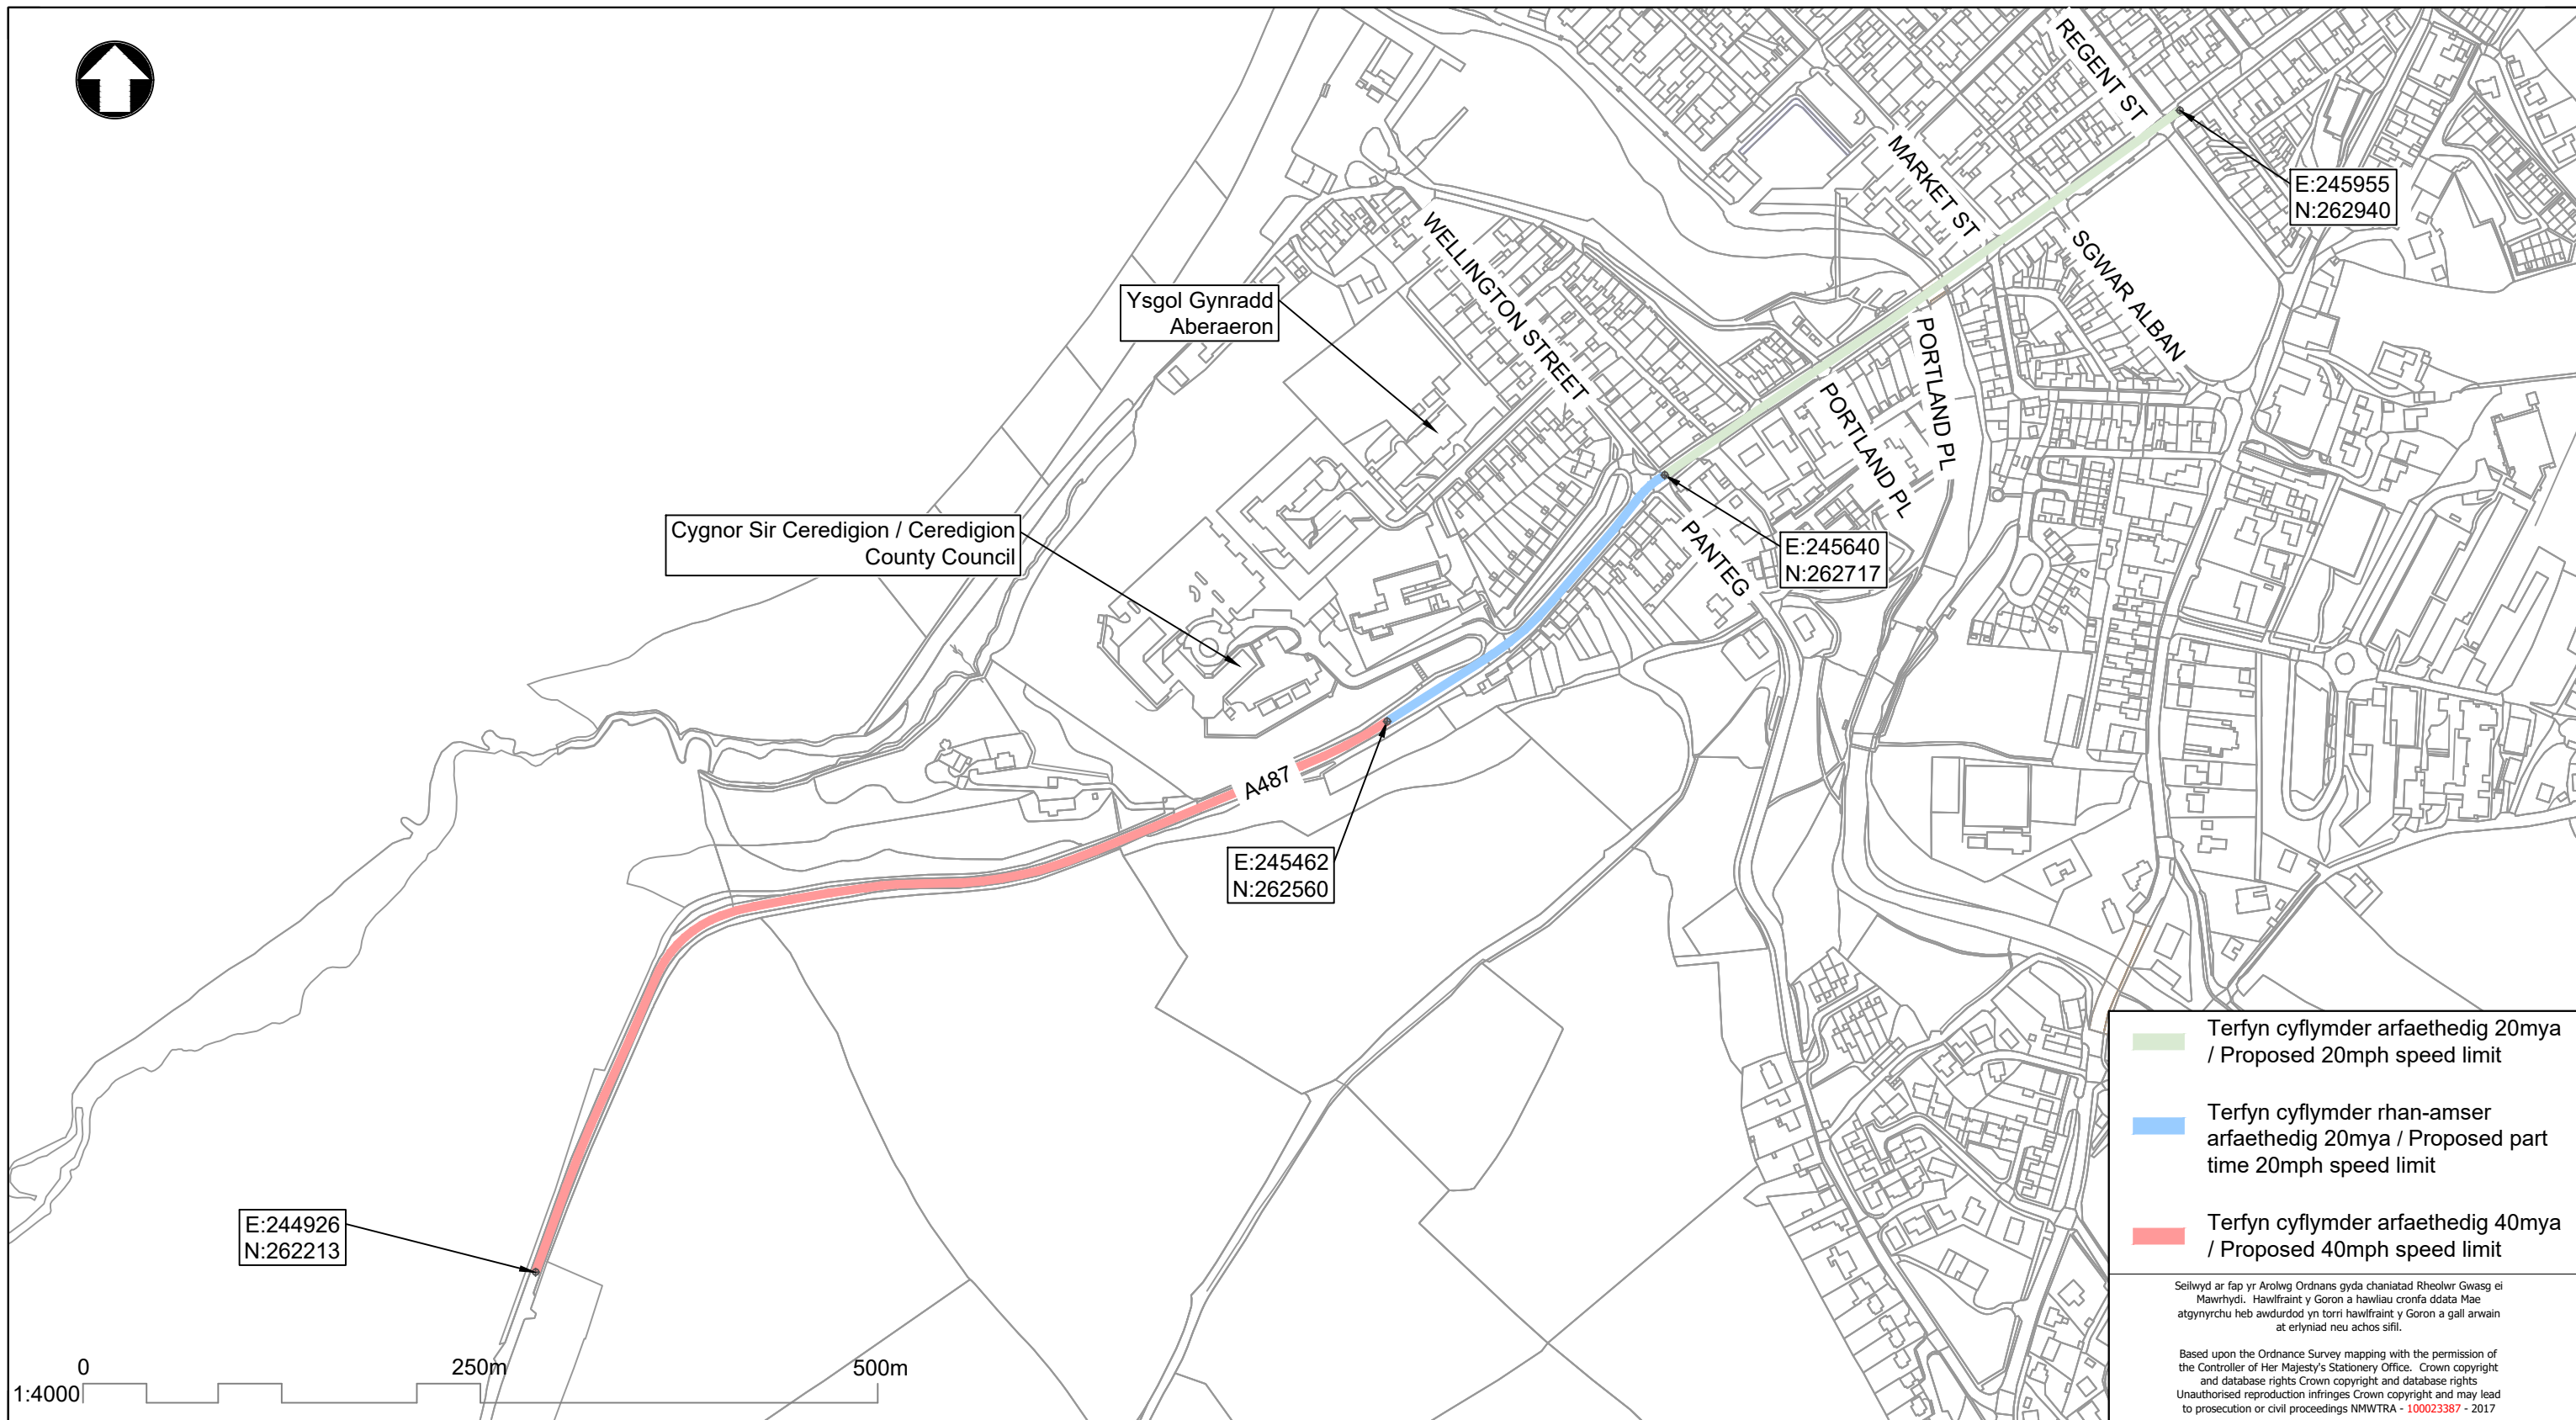 REGENT ST
MARKET ST
E:245955
N:262940
SGWAR ALBAN
WELLINGTON STREET
Ysgol Gynradd
Aberaeron
PORTLAND PL
PORTLAND PL
Cygnor Sir Ceredigion / Ceredigion
County Council
PANTEG
E:245640
N:262717
A487
E:245462
N:262560
E:244926
N:262213
Terfyn cyflymder arfaethedig 20mya
/ Proposed 20mph speed limit
Terfyn cyflymder rhan-amser
arfaethedig 20mya / Proposed part
time 20mph speed limit
Terfyn cyflymder arfaethedig 40mya
/ Proposed 40mph speed limit
Seilwyd ar fap yr Arolwg Ordnans gyda chaniatad Rheolwr Gwasg ei
Mawrhydi. Hawlfraint y Goron a hawliau cronfa ddata Mae
atgynyrchu heb awdurdod yn torri hawlfraint y Goron a gall arwain
at erlyniad neu achos sifil.
Based upon the Ordnance Survey mapping with the permission of
the Controller of Her Majesty's Stationery Office. Crown copyright
and database rights Crown copyright and database rights
Unauthorised reproduction infringes Crown copyright and may lead
to prosecution or civil proceedings NMWTRA - 100023387 - 2017
0 250m 500m
1:4000